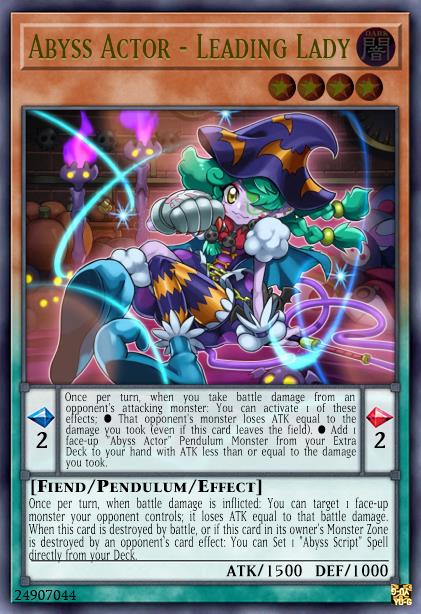 Abyss Actor - Leading Lady
DARK
闇
Once per turn, when you take battle damage from an
opponent's attacking monster: You can activate 1 of these
effects; ● That opponent's monster loses ATK equal to the
damage you took (even if this card leaves the field). ● Add 1
face-up "Abyss Actor" Pendulum Monster from your Extra
Deck to your hand with ATK less than or equal to the damage
you took.
2
2
[Fiend/Pendulum/Effect]
Once per turn, when battle damage is inflicted: You can target 1 face-up
monster your opponent controls; it loses ATK equal to that battle damage.
When this card is destroyed by battle, or if this card in its owner's Monster Zone
is destroyed by an opponent's card effect: You can Set 1 "Abyss Script" Spell
directly from your Deck.
ATK/1500 DEF/1000
24907044